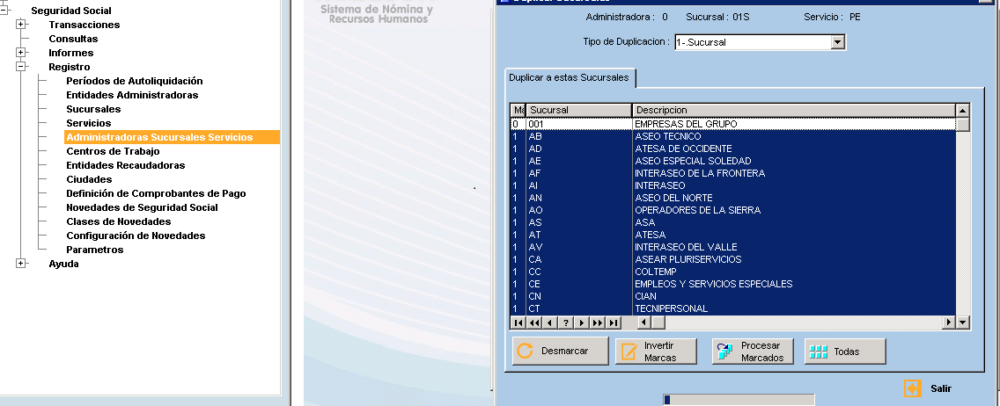 Seguridad Social
Transacciones
Consultas
Informes
Registro
Períodos de Autoliquidación
Entidades Administradoras
Sucursales
Servicios
Administradoras Sucursales Servicios
Centros de Trabajo
Entidades Recaudadoras
Ciudades
Definición de Comprobantes de Pago
Novedades de Seguridad Social
Clases de Novedades
Configuración de Novedades
Parametros
Ayuda
Sistema de Nómina y
Recursos Humanos
Duplicar Sucursales
Administradora : 0 Sucursal : 01S Servicio : PE
Tipo de Duplicacion : 1-.Sucursal
Duplicar a estas Sucursales
Ma Sucursal Descripcion
0 001 EMPRESAS DEL GRUPO
1 AB ASEO TECNICO
1 AD ATESA DE OCCIDENTE
1 AE ASEO ESPECIAL SOLEDAD
1 AF INTERASEO DE LA FRONTERA
1 AI INTERASEO
1 AN ASEO DEL NORTE
1 AO OPERADORES DE LA SIERRA
1 AS ASA
1 AT ATESA
1 AV INTERASEO DEL VALLE
1 CA ASEAR PLURISERVICIOS
1 CC COLTEMP
1 CE EMPLEOS Y SERVICIOS ESPECIALES
1 CN CIAN
1 CT TECNIPERSONAL
?
Desmarcar
Invertir
Marcas
Procesar
Marcados
Todas
Salir